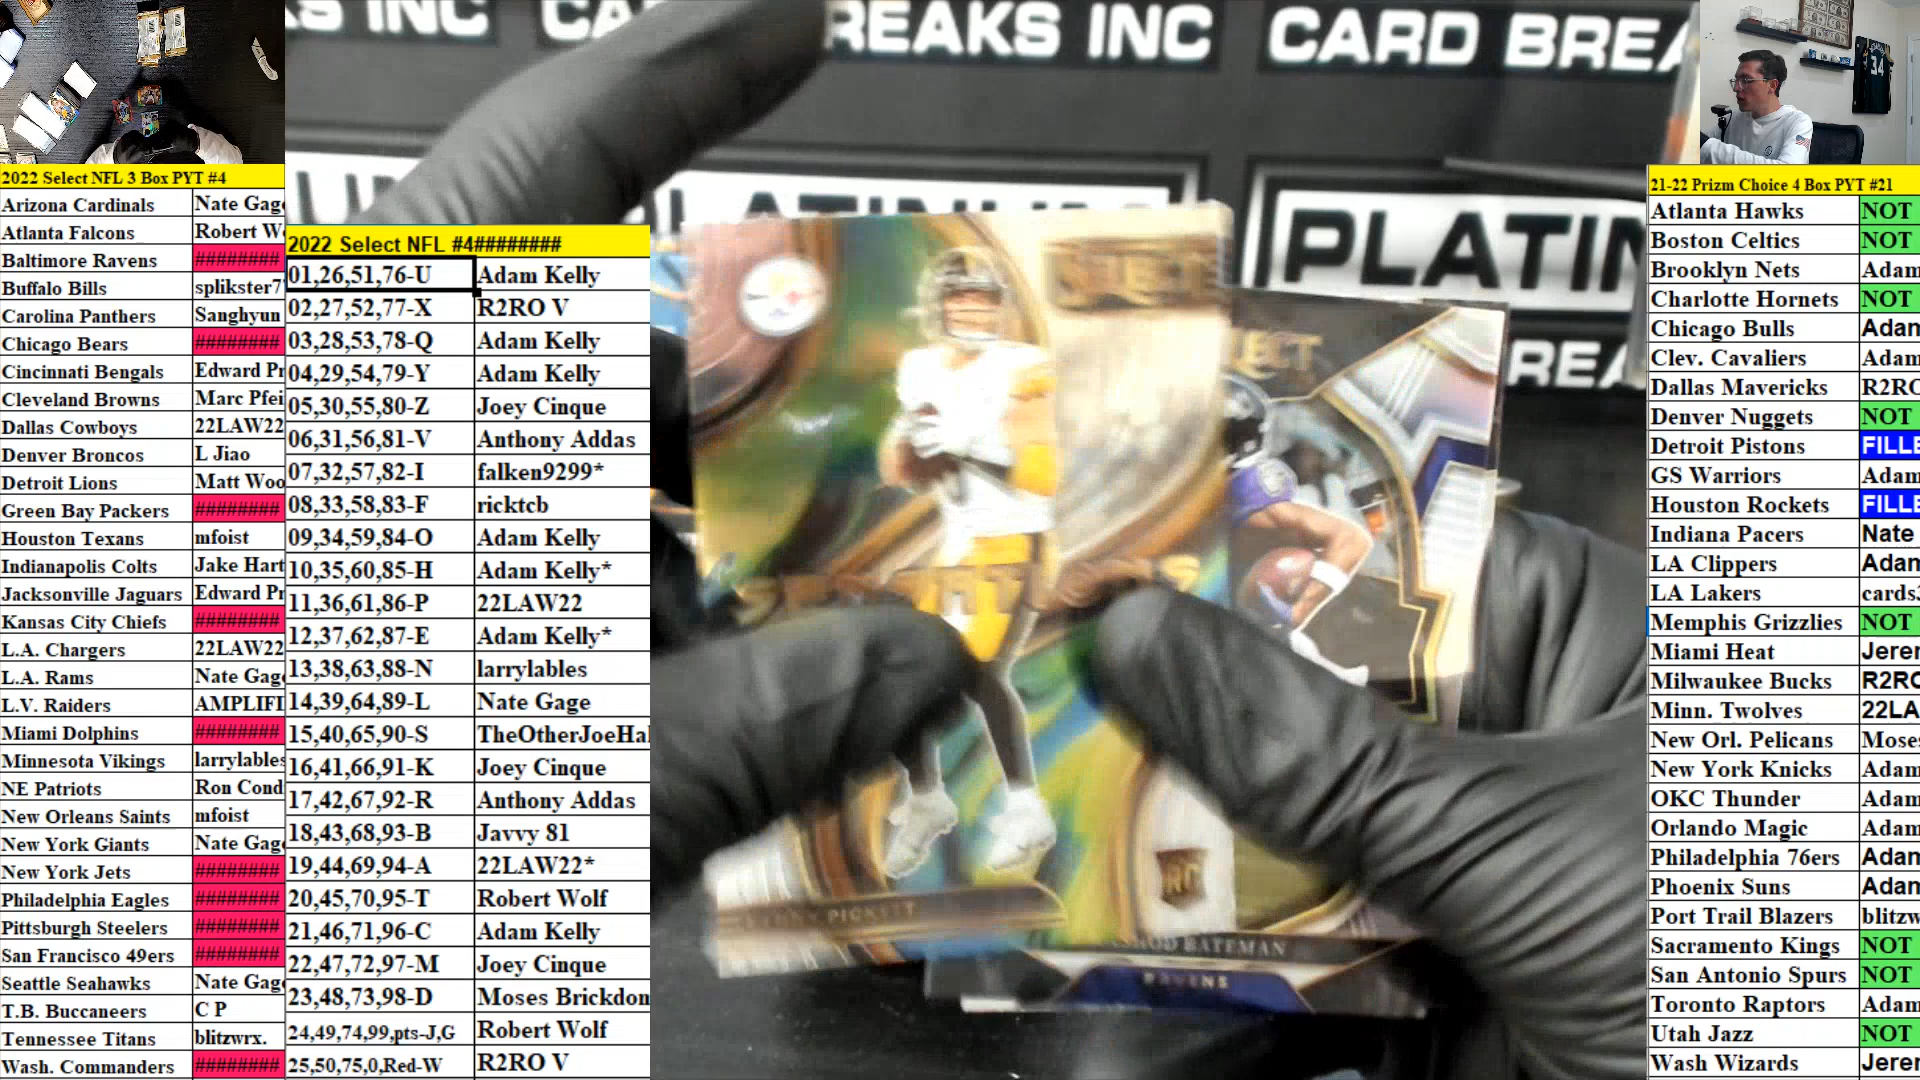 S INC CARD BREAKS INC CARD BREA
PLATINUM PLATIN
BREA
34
SELECT
PICKETT
BATEMAN
RAVENS
2022 Select NFL 3 Box PYT #4
Arizona Cardinals Nate Gage
Atlanta Falcons Robert Wo
Baltimore Ravens ########
Buffalo Bills splikster7
Carolina Panthers Sanghyun
Chicago Bears ########
Cincinnati Bengals Edward Pr
Cleveland Browns Marc Pfei
Dallas Cowboys 22LAW22
Denver Broncos L Jiao
Detroit Lions Matt Woo
Green Bay Packers ########
Houston Texans mfoist
Indianapolis Colts Jake Hart
Jacksonville Jaguars Edward Pr
Kansas City Chiefs ########
L.A. Chargers 22LAW22
L.A. Rams Nate Gage
L.V. Raiders AMPLIFI
Miami Dolphins ########
Minnesota Vikings larrylables
NE Patriots Ron Cond
New Orleans Saints mfoist
New York Giants Nate Gage
New York Jets ########
Philadelphia Eagles ########
Pittsburgh Steelers ########
San Francisco 49ers ########
Seattle Seahawks Nate Gage
T.B. Buccaneers C P
Tennessee Titans blitzwrx.
Wash. Commanders ########
2022 Select NFL #4########
01,26,51,76-U Adam Kelly
02,27,52,77-X R2RO V
03,28,53,78-Q Adam Kelly
04,29,54,79-Y Adam Kelly
05,30,55,80-Z Joey Cinque
06,31,56,81-V Anthony Addas
07,32,57,82-I falken9299*
08,33,58,83-F ricktcb
09,34,59,84-O Adam Kelly
10,35,60,85-H Adam Kelly*
11,36,61,86-P 22LAW22
12,37,62,87-E Adam Kelly*
13,38,63,88-N larrylables
14,39,64,89-L Nate Gage
15,40,65,90-S TheOtherJoeHal
16,41,66,91-K Joey Cinque
17,42,67,92-R Anthony Addas
18,43,68,93-B Javvy 81
19,44,69,94-A 22LAW22*
20,45,70,95-T Robert Wolf
21,46,71,96-C Adam Kelly
22,47,72,97-M Joey Cinque
23,48,73,98-D Moses Brickdon
24,49,74,99,pts-J,G Robert Wolf
25,50,75,0,Red-W R2RO V
21-22 Prizm Choice 4 Box PYT #21
Atlanta Hawks NOT
Boston Celtics NOT
Brooklyn Nets Adam
Charlotte Hornets NOT
Chicago Bulls Adam
Clev. Cavaliers Adam
Dallas Mavericks R2RO
Denver Nuggets NOT
Detroit Pistons FILLE
GS Warriors Adam
Houston Rockets FILLE
Indiana Pacers Nate
LA Clippers Adam
LA Lakers cards3
Memphis Grizzlies NOT
Miami Heat Jerer
Milwaukee Bucks R2RO
Minn. Twolves 22LA
New Orl. Pelicans Moses
New York Knicks Adam
OKC Thunder Adam
Orlando Magic Adam
Philadelphia 76ers Adam
Phoenix Suns Adam
Port Trail Blazers blitzw
Sacramento Kings NOT
San Antonio Spurs NOT
Toronto Raptors Adam
Utah Jazz NOT
Wash Wizards Jerer